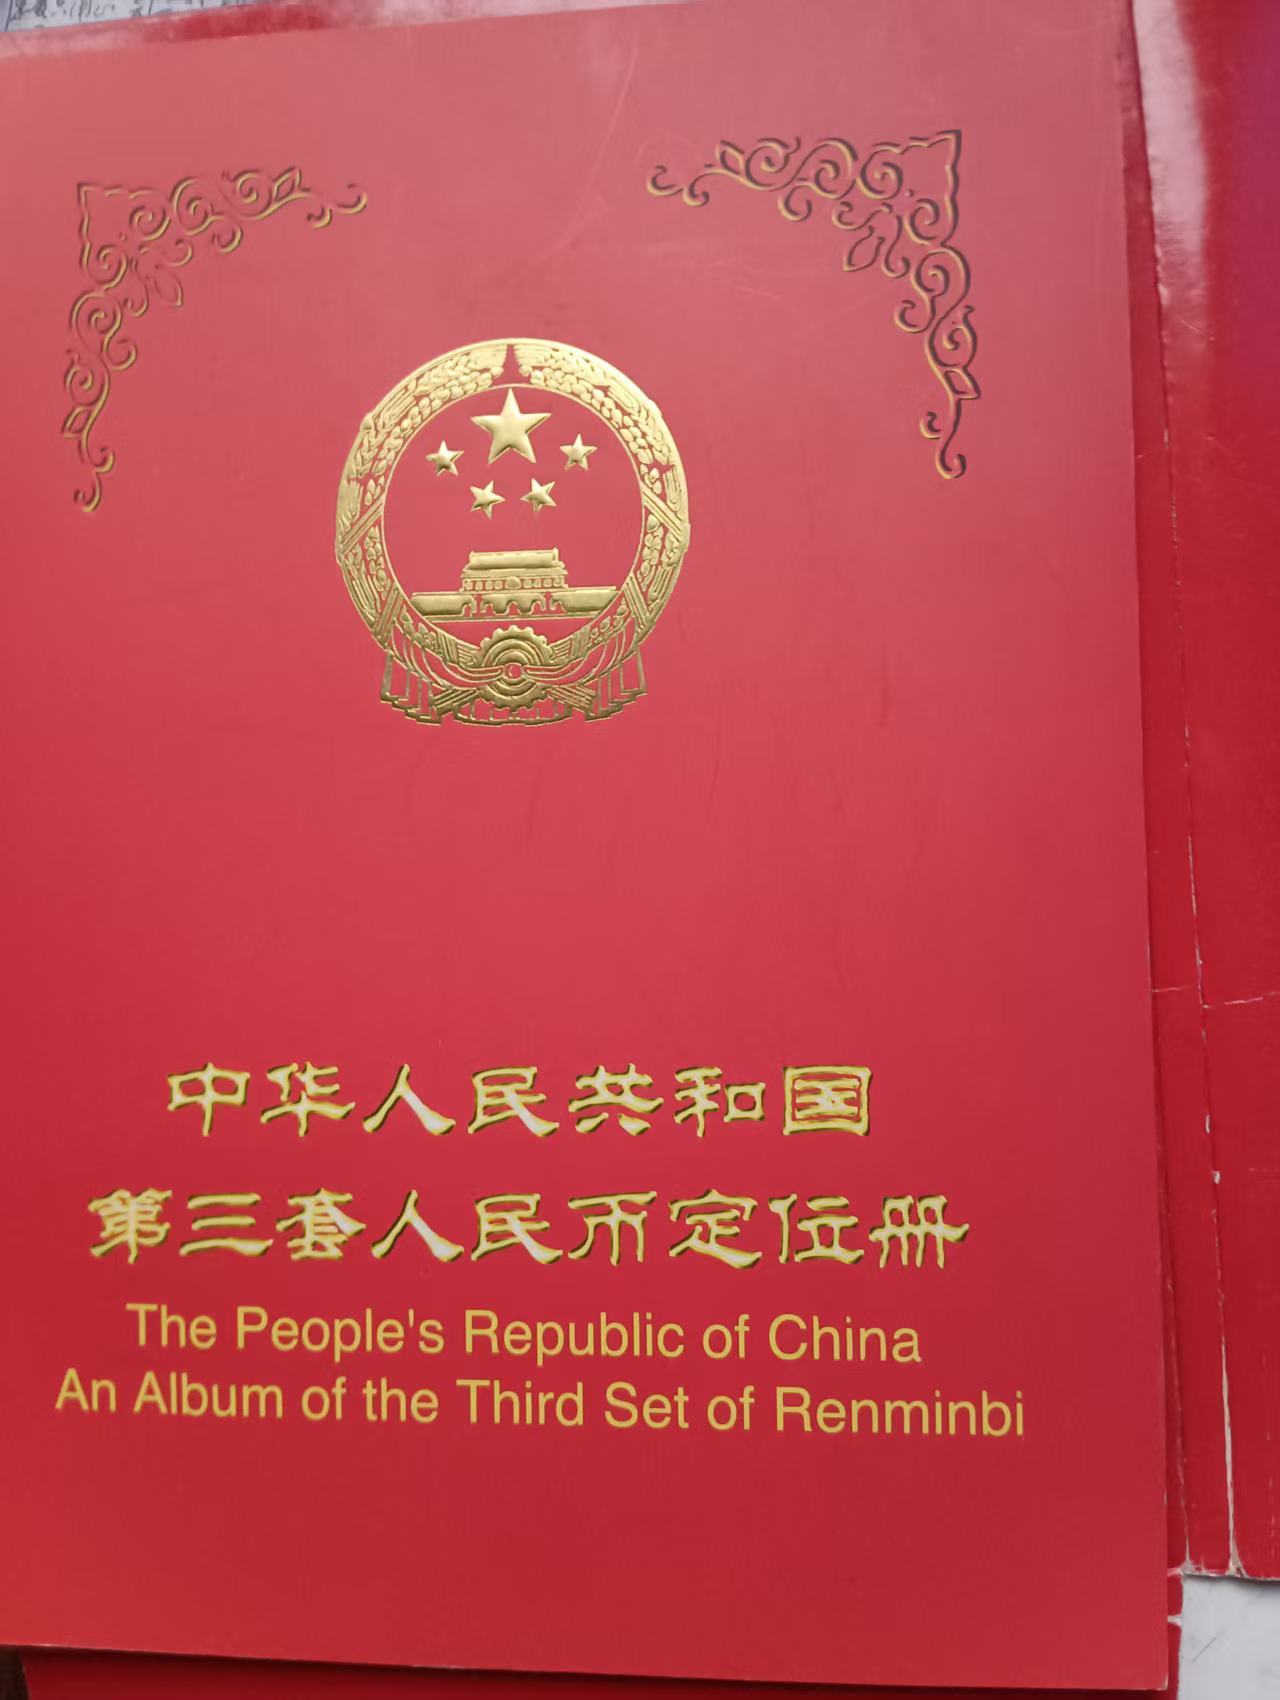 中华人民共和国
第三套人民币定位册
The People's Republic of China
An Album of the Third Set of Renminbi